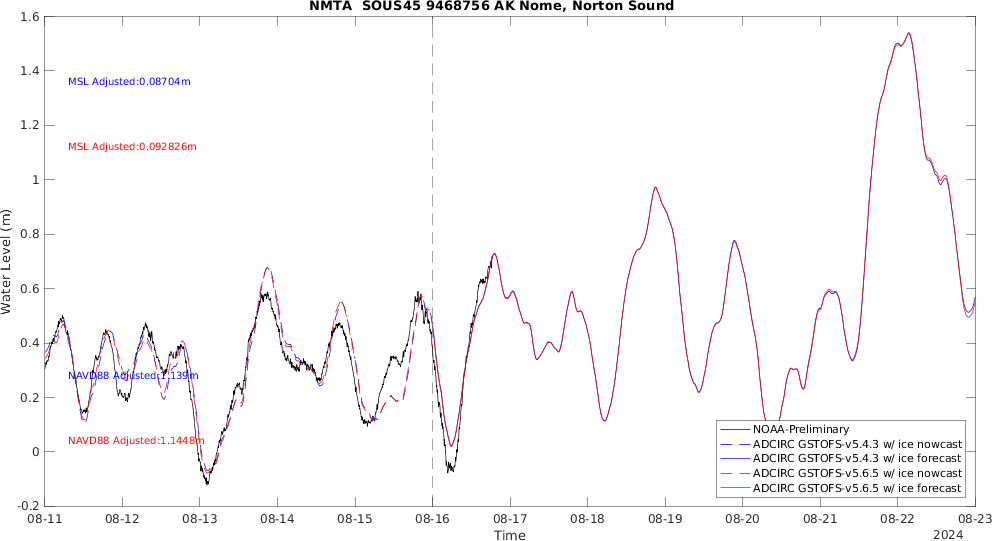 NMTA  SOUS45 9468756 AK Nome, Norton Sound
1.6
1.4
1.2
1
0.8
0.6
0.4
0.2
0
-0.2
Water Level (m)
MSL Adjusted:0.08704m
MSL Adjusted:0.092826m
NAVD88 Adjusted:1.139m
NAVD88 Adjusted:1.1448m
NOAA-Preliminary
ADCIRC GSTOFS-v5.4.3 w/ ice nowcast
ADCIRC GSTOFS-v5.4.3 w/ ice forecast
ADCIRC GSTOFS-v5.6.5 w/ ice nowcast
ADCIRC GSTOFS-v5.6.5 w/ ice forecast
08-11 08-12 08-13 08-14 08-15 08-16 08-17 08-18 08-19 08-20 08-21 08-22 08-23
Time
2024